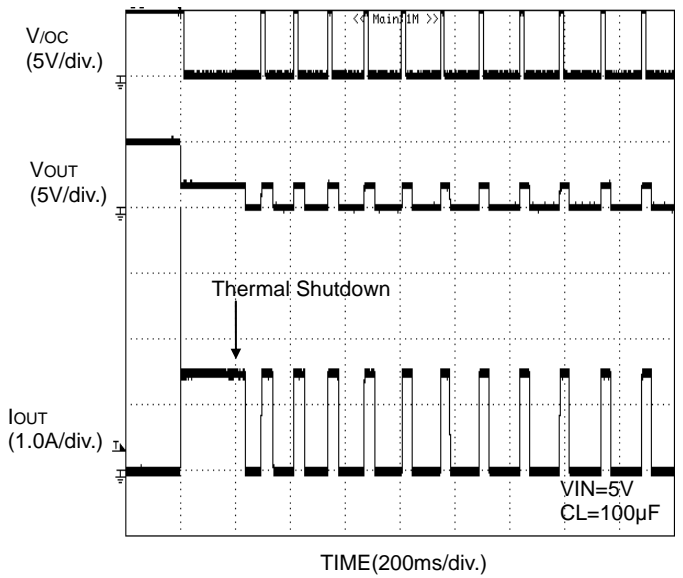 << Main:1M >>
V/OC
(5V/div.)
VOUT
(5V/div.)
Thermal Shutdown
IOUT
(1.0A/div.)
VIN=5V
CL=100µF
TIME(200ms/div.)